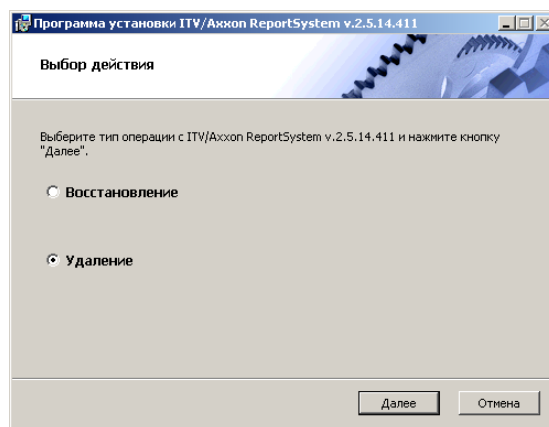 Программа установки ITV/Axxon ReportSystem v.2.5.14.411
Выбор действия
Выберите тип операции с ITV/Axxon ReportSystem v.2.5.14.411 и нажмите кнопку
"Далее".
Восстановление
Удаление
Далее
Отмена